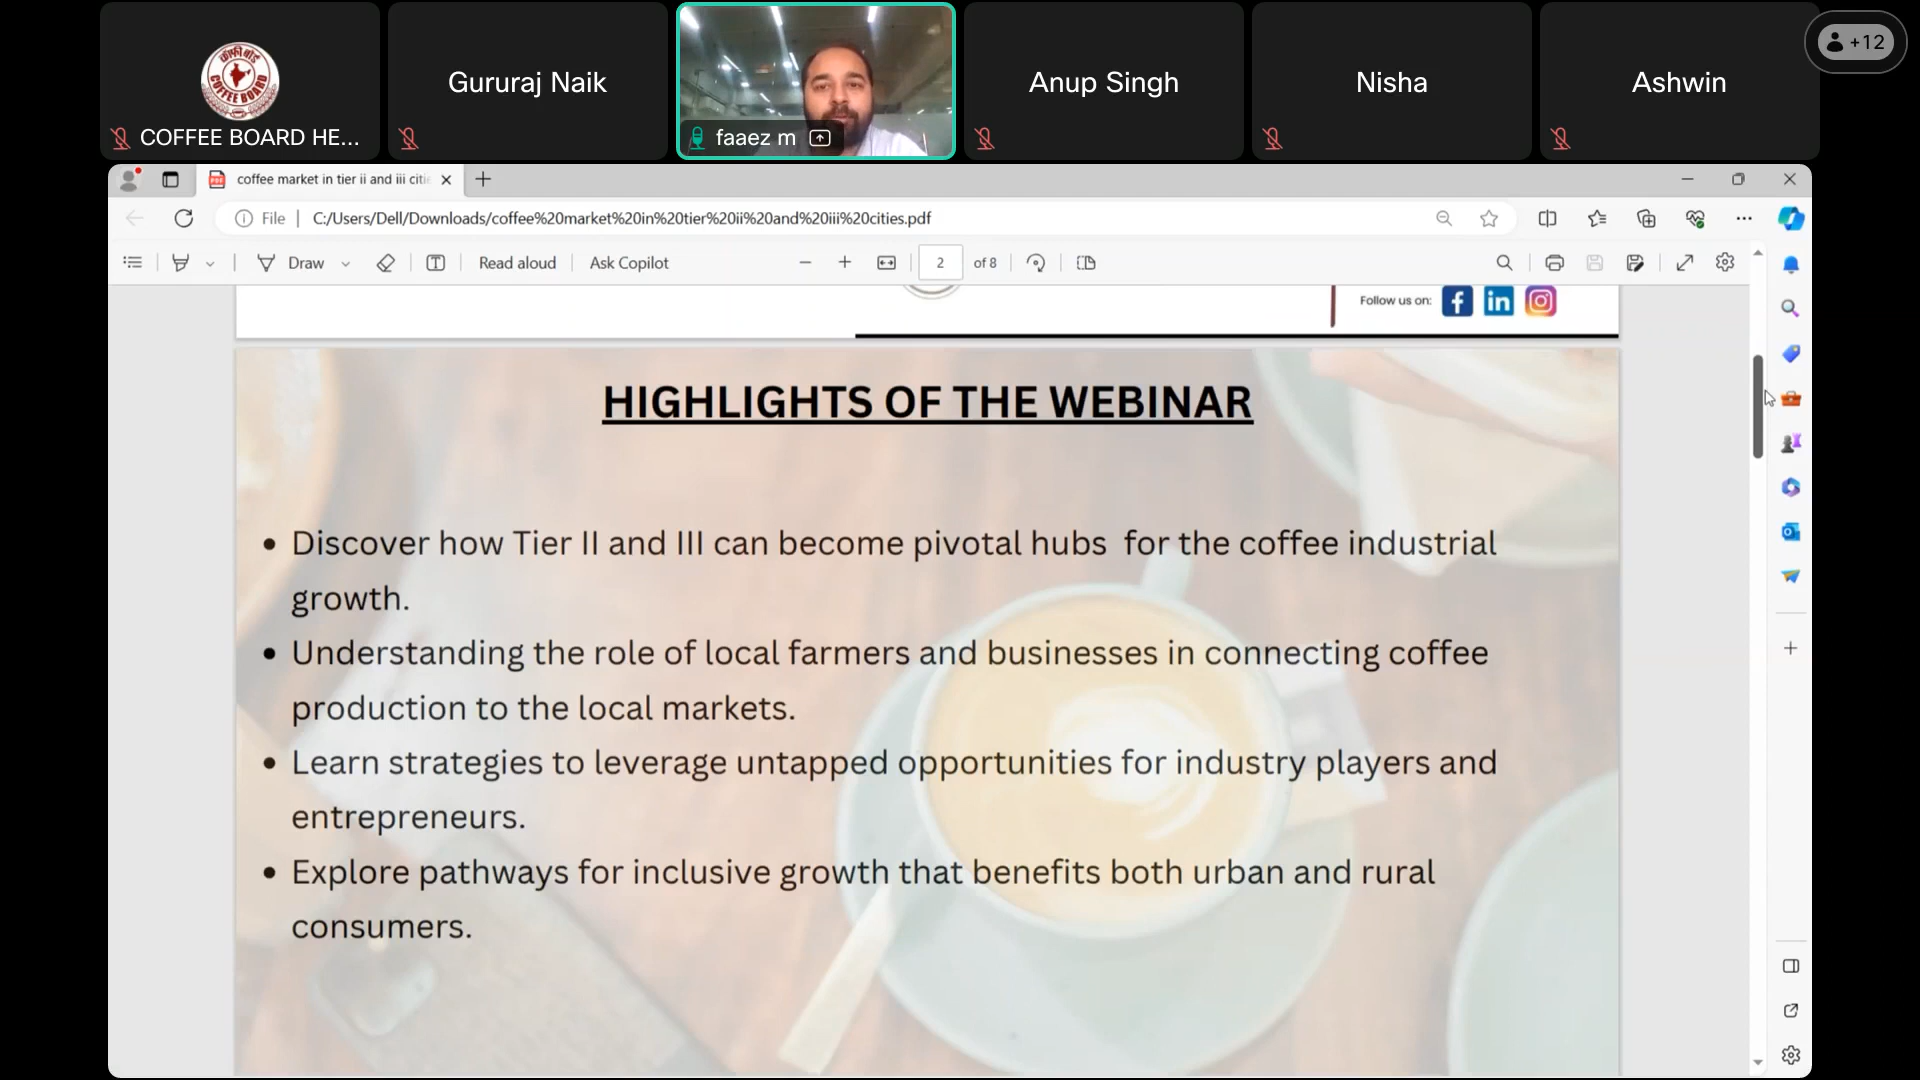 +12
कॉफी बोर्ड
COFFEE BOARD
COFFEE BOARD HE...
Gururaj Naik
faaez m
Anup Singh
Nisha
Ashwin
coffee market in tier ii and iii citi
File
C:/Users/Dell/Downloads/coffee%20market%20in%20tier%20ii%20and%20iii%20cities.pdf
Draw
Read aloud
Ask Copilot
2 of 8
Follow us on:
HIGHLIGHTS OF THE WEBINAR
• Discover how Tier II and III can become pivotal hubs for the coffee industrial
growth.
• Understanding the role of local farmers and businesses in connecting coffee
production to the local markets.
• Learn strategies to leverage untapped opportunities for industry players and
entrepreneurs.
• Explore pathways for inclusive growth that benefits both urban and rural
consumers.